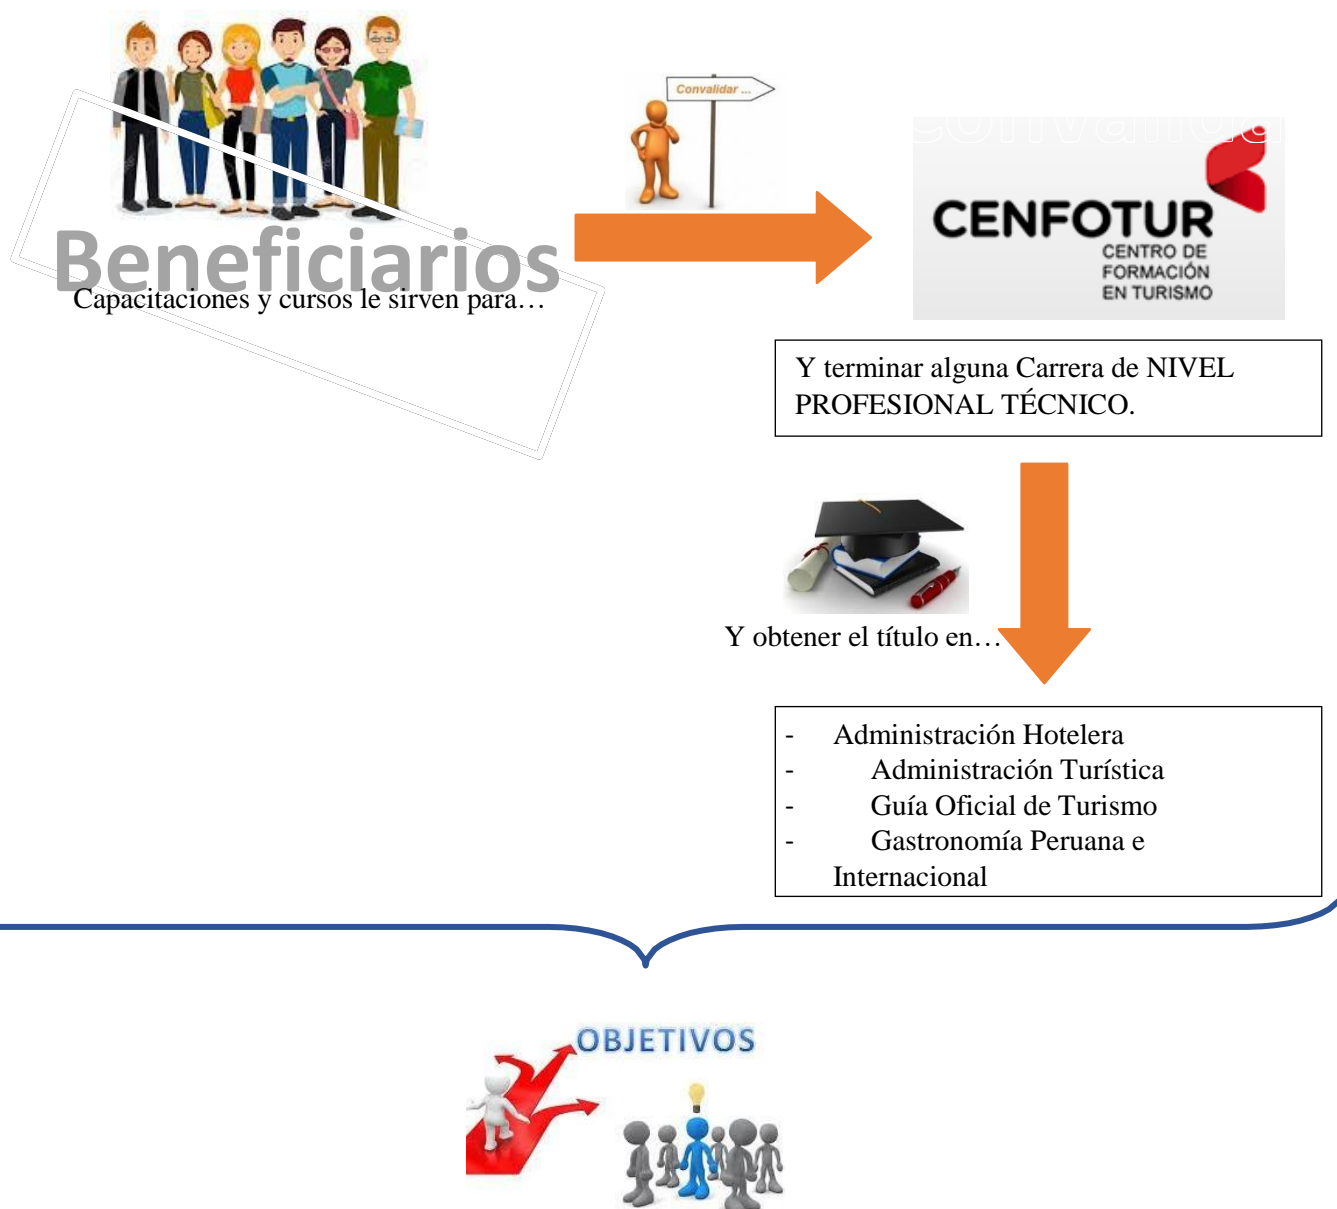 Convalidar ...
convalida
Beneficiarios
Capacitaciones y cursos le sirven para…
CENFOTUR
CENTRO DE
FORMACIÓN
EN TURISMO
Y terminar alguna Carrera de NIVEL
PROFESIONAL TÉCNICO.
Y obtener el título en…
- Administración Hotelera
- Administración Turística
- Guía Oficial de Turismo
- Gastronomía Peruana e
Internacional
OBJETIVOS